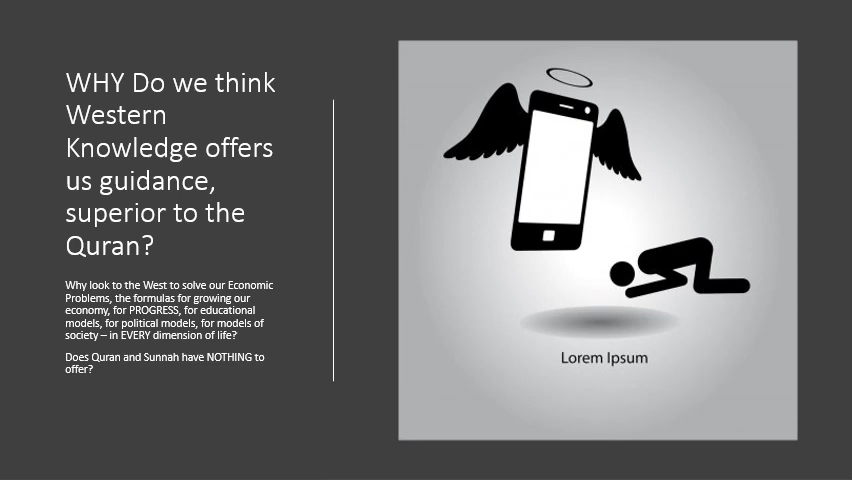 WHY Do we think
Western
Knowledge offers
us guidance,
superior to the
Quran?
Why look to the West to solve our Economic
Problems, the formulas for growing our
economy, for PROGRESS, for educational
models, for political models, for models of
society – in EVERY dimension of life?
Does Quran and Sunnah have NOTHING to
offer?
Lorem Ipsum